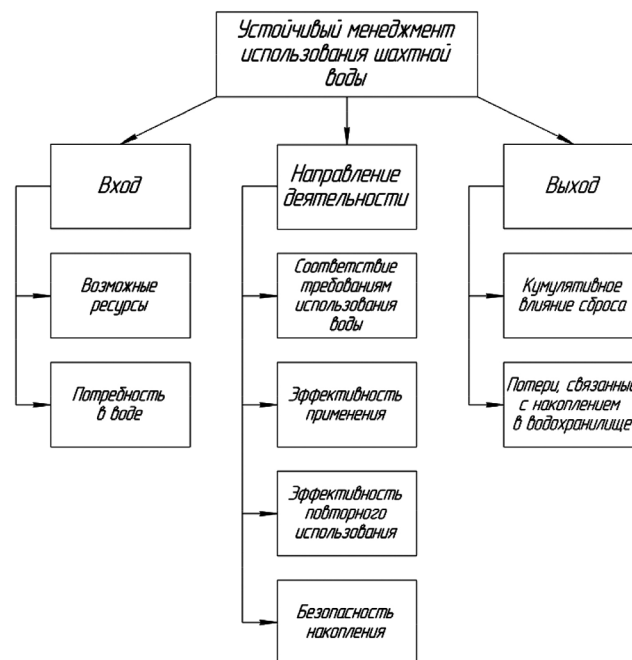 Устойчивый менеджмент
использования шахтной
воды
Вход
Направление
деятельности
Выход
Возможные
ресурсы
Соответствие
требованиям
использования
воды
Кумулятивное
влияние сброса
Потребность
в воде
Эффективность
применения
Потери, связанные
с накоплением
в водохранилище
Эффективность
повторного
использования
Безопасность
накопления